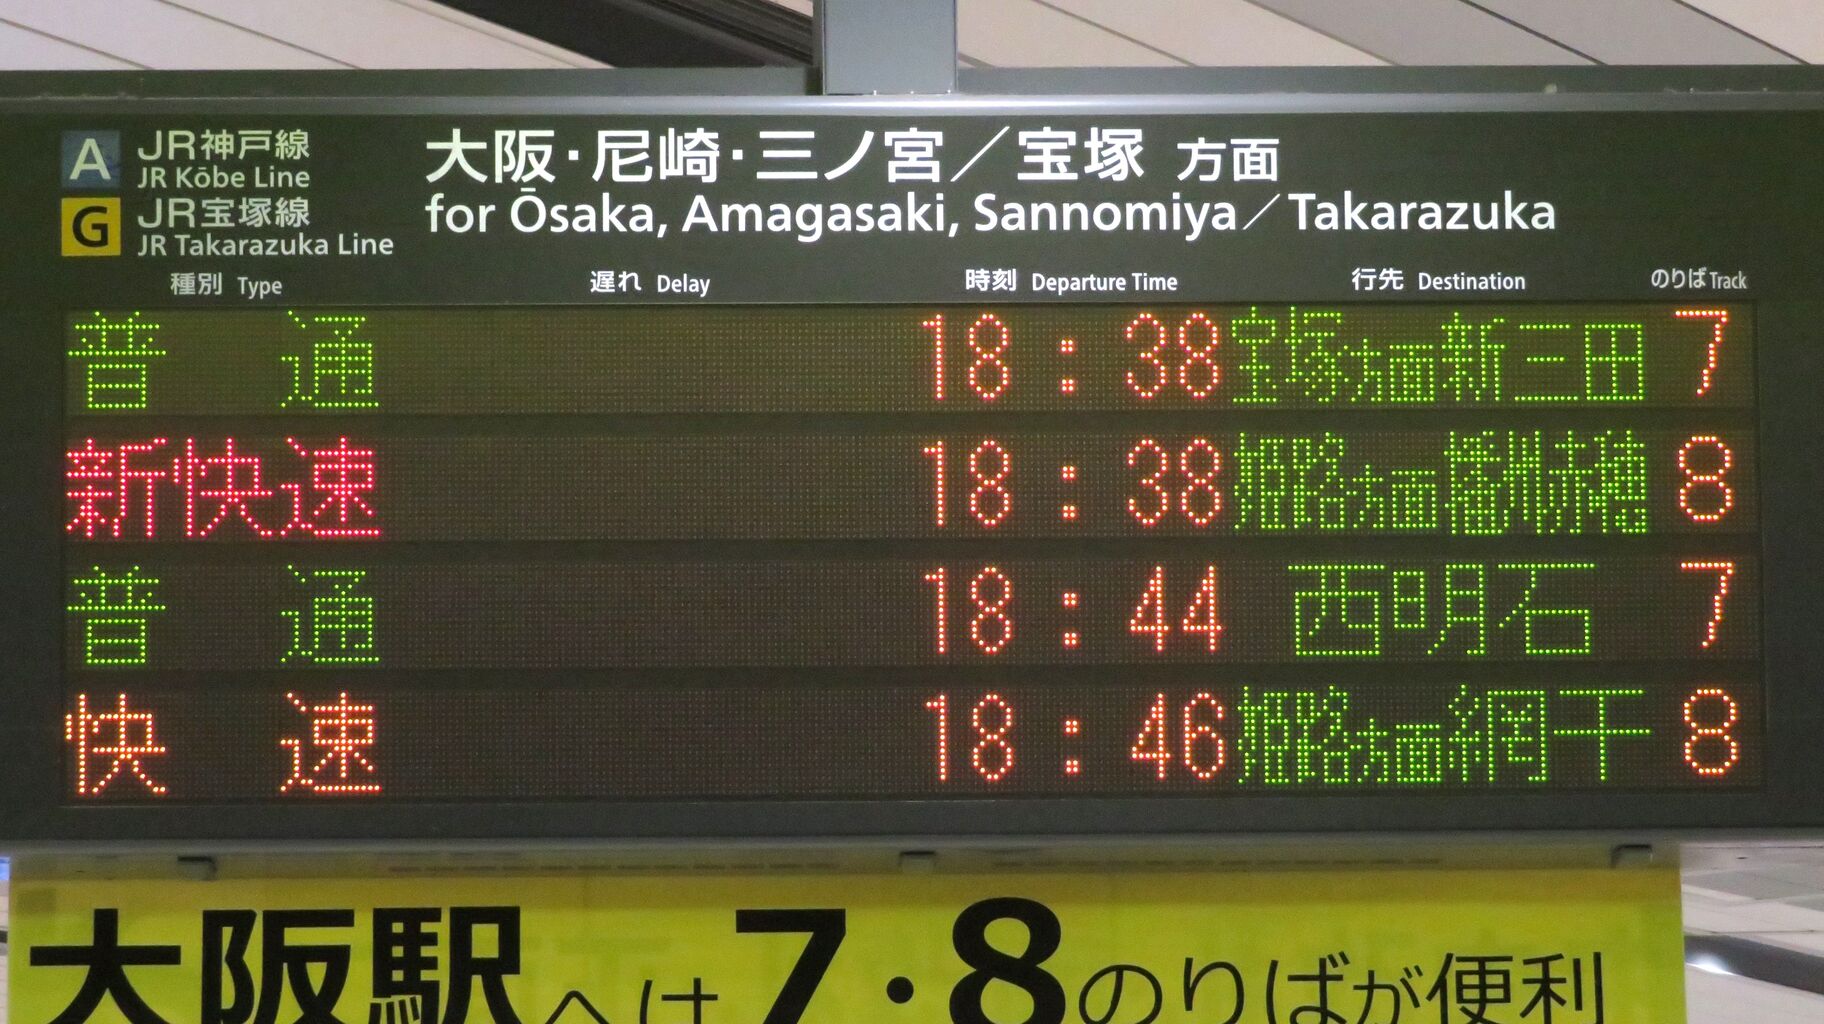 A JR神戸線
JR Kōbe Line
G JR宝塚線
JR Takarazuka Line
大阪・尼崎・三ノ宮／宝塚 方面
for Ōsaka, Amagasaki, Sannomiya／Takarazuka
種別 Type 遅れ Delay 時刻 Departure Time 行先 Destination のりば Track
普通 18:38 宝塚方面新三田 7
新快速 18:38 姫路方面播州赤穂 8
普通 18:44 西明石 7
快速 18:46 姫路方面網干 8
大阪駅へは7・8のりばが便利